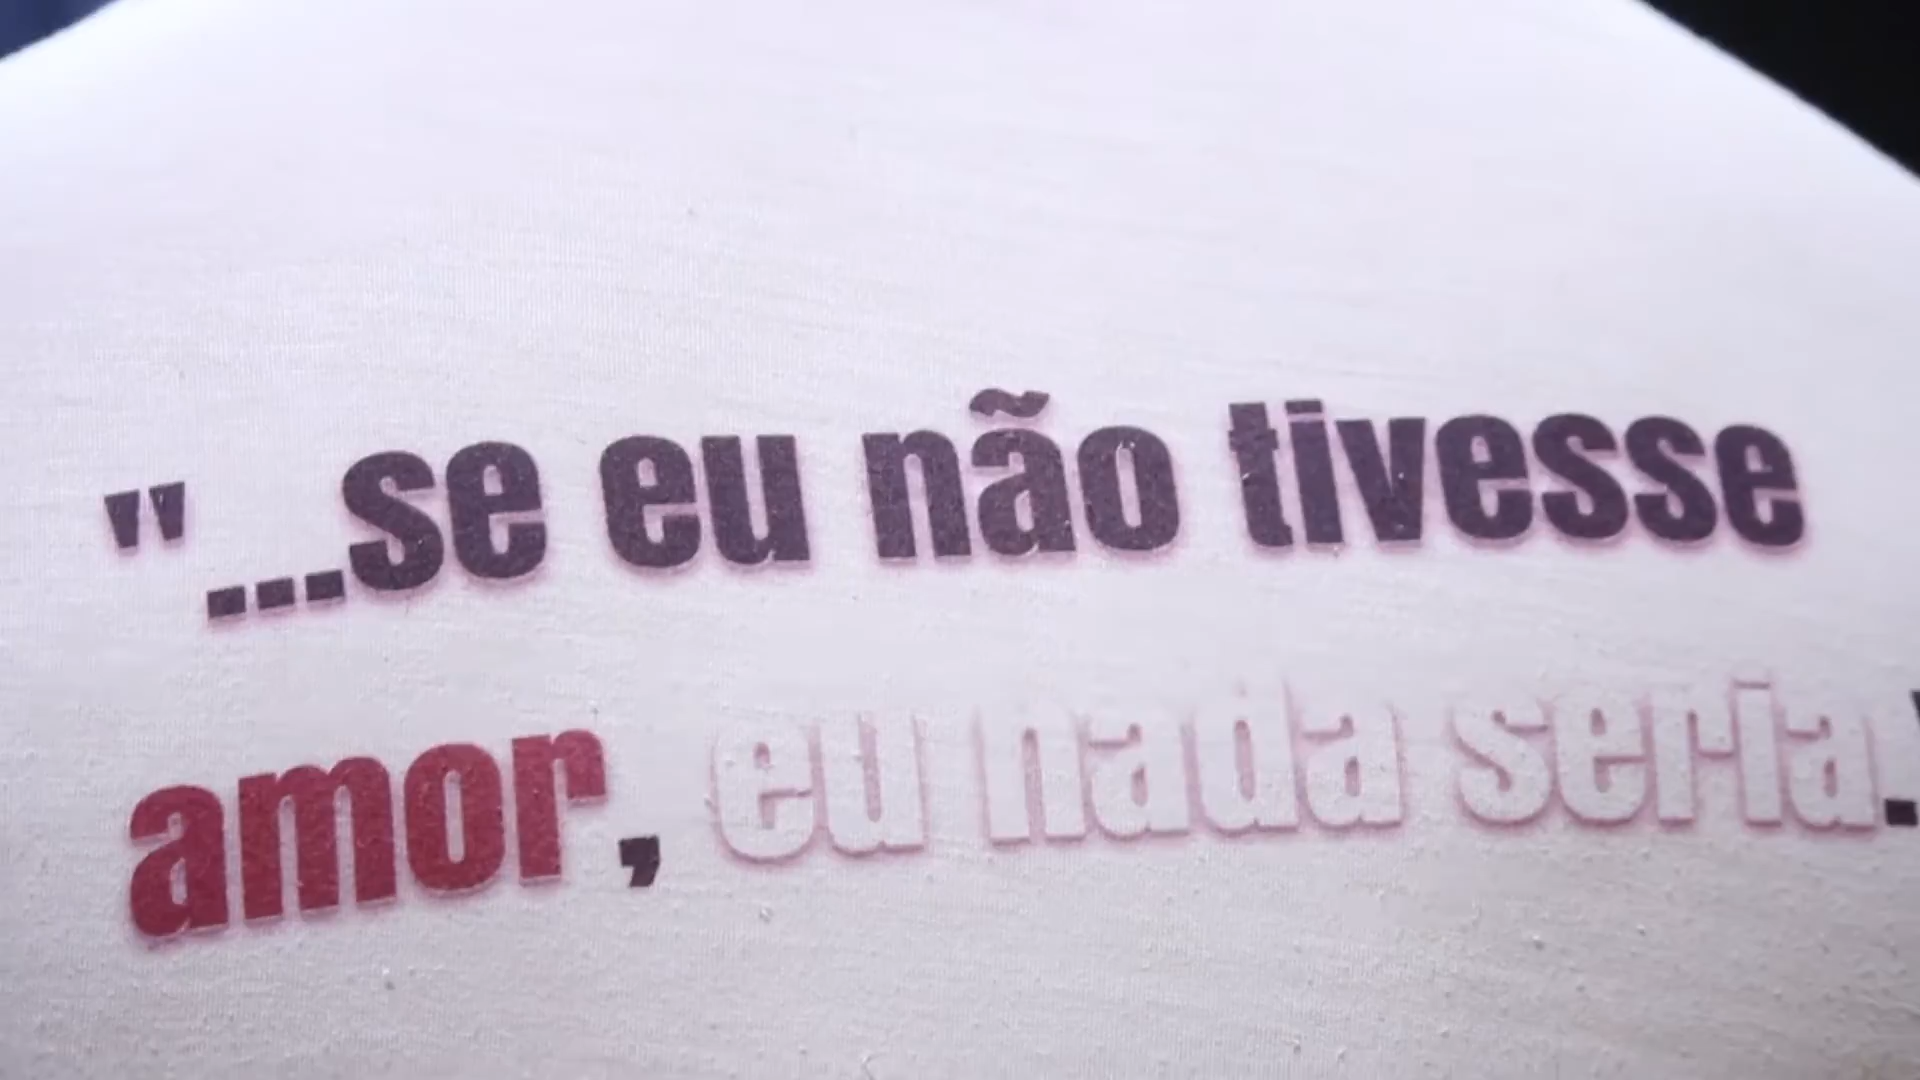 "...se eu não tivesse
amor, eu nada seria."